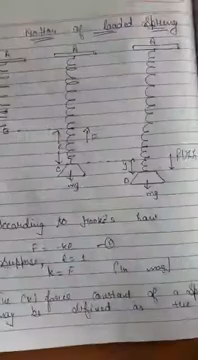 Motion of Loaded Spring
A A
F
B
C
y
D
mg
mg
According to Hooke's law
F = -kl ①
Suppose, l = 1
k = F (in mag)
The (k) force constant of a
may be defined as the